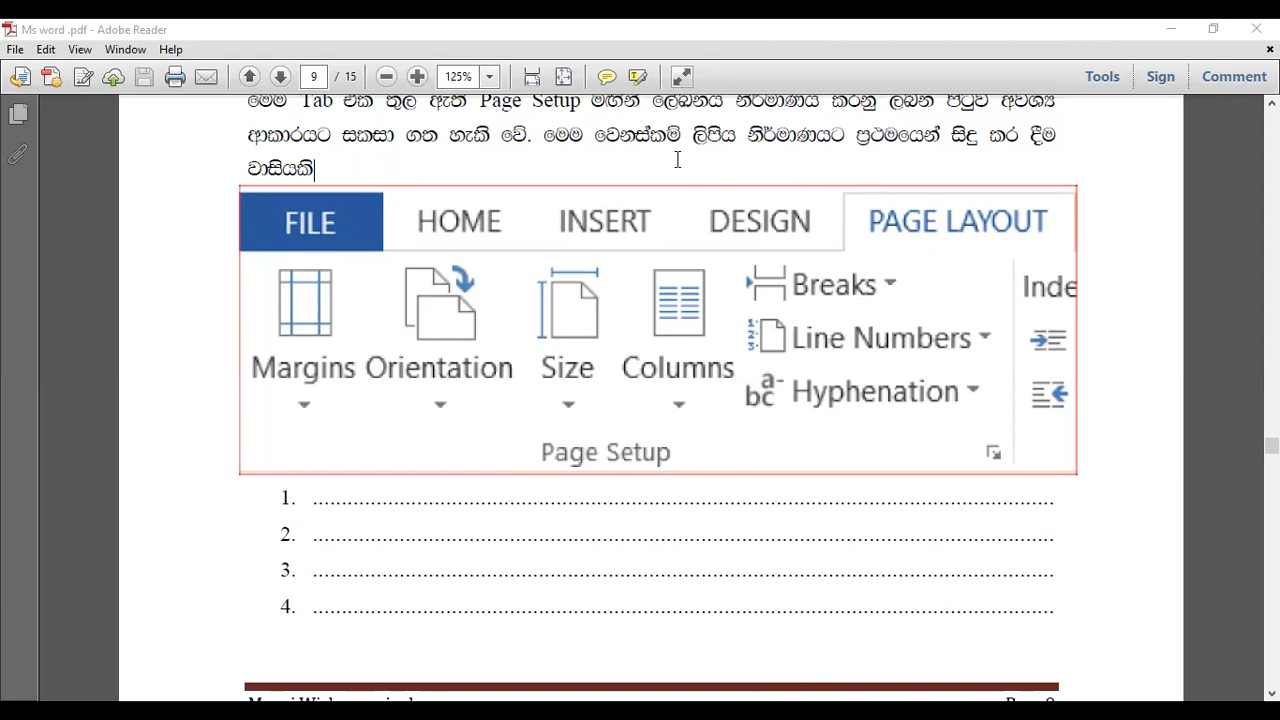 Ms word .pdf - Adobe Reader
File Edit View Window Help
9 / 15 125% Tools Sign Comment
මෙම Tab එක තුල ඇති Page Setup මඟින් ලේඛනය නිර්මාණය කරනු ලබන පිටුව අවශ්‍ය
ආකාරයට සකසා ගත හැකි වේ. මෙම වෙනස්කම් ලිපිය නිර්මාණයට ප්‍රථමයෙන් සිදු කර දීම
වාසියකි
FILE HOME INSERT DESIGN PAGE LAYOUT
Breaks Inde
Line Numbers
Margins Orientation Size Columns
Hyphenation
Page Setup
1. ........................................................................
2. ........................................................................
3. ........................................................................
4. ........................................................................